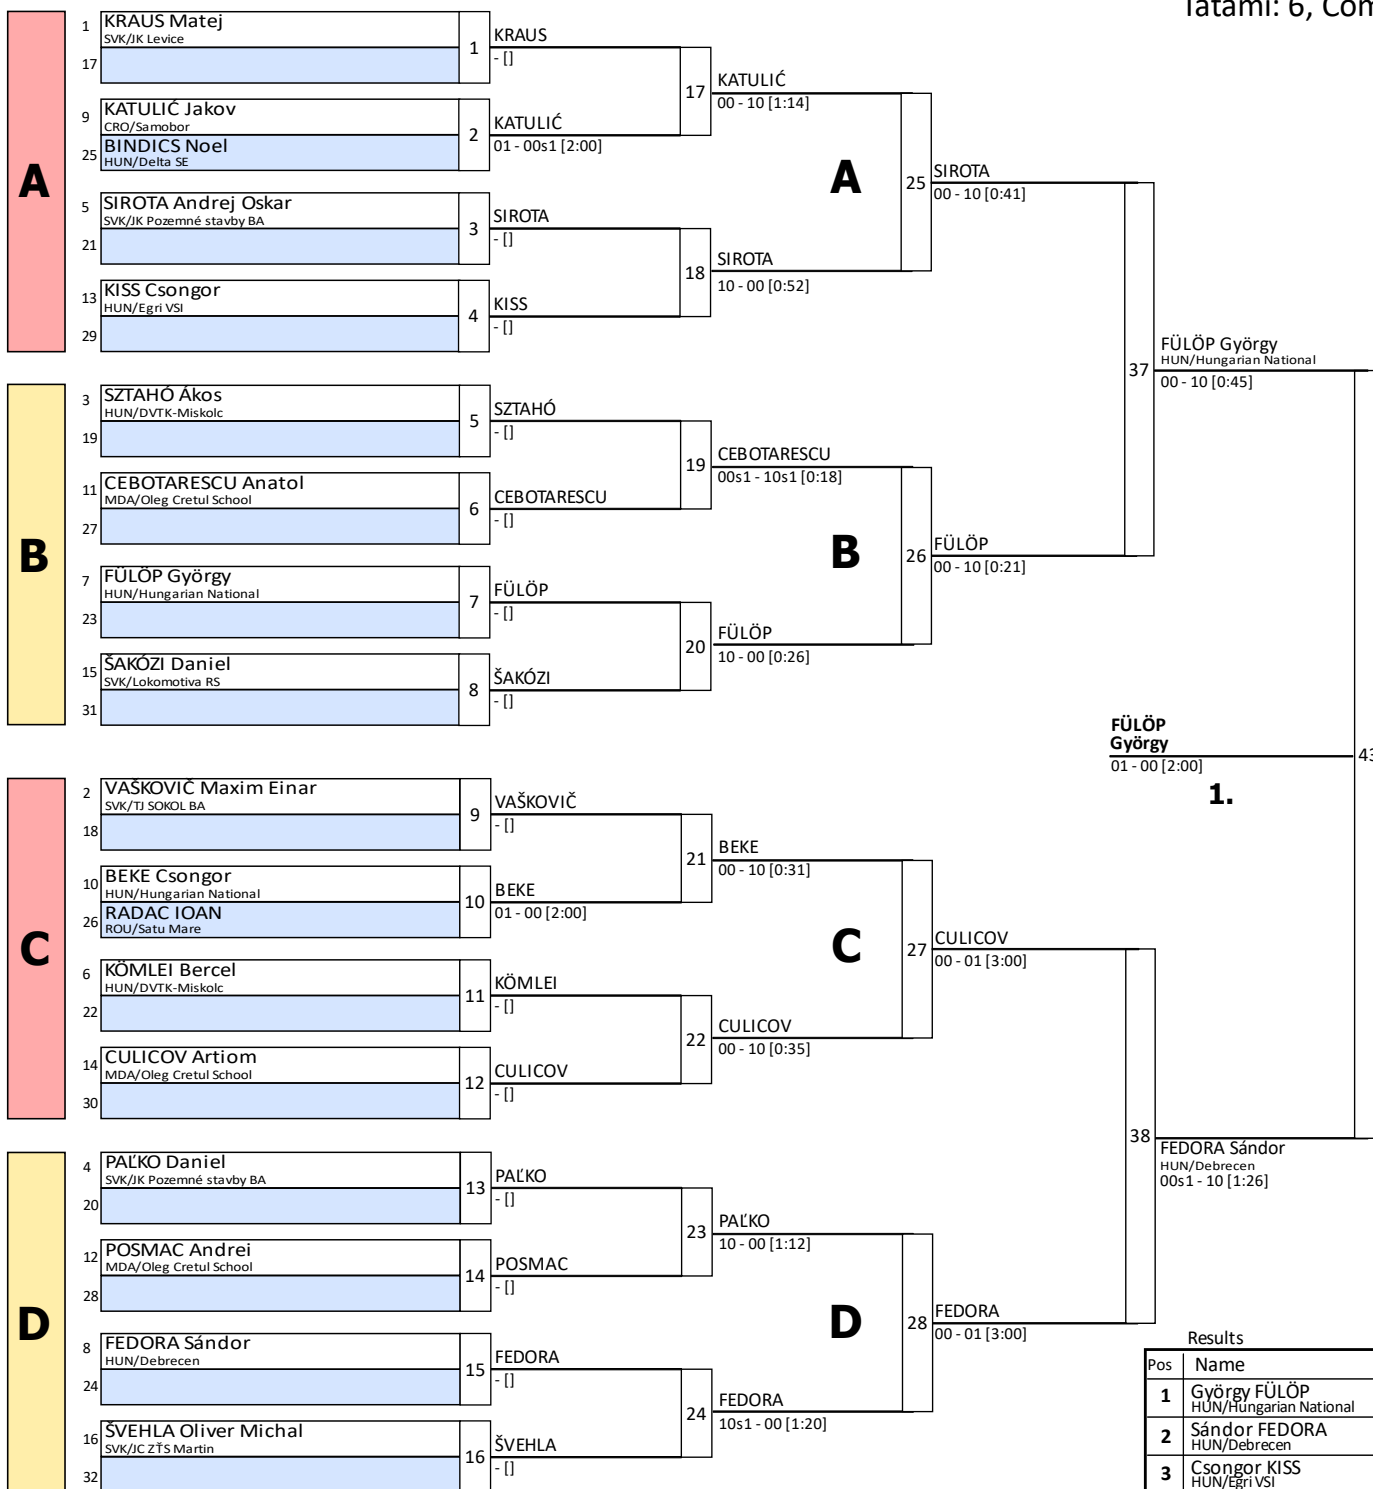 Tatami: 6, Com
A
1 KRAUS Matej
SVK/JK Levice
17
1
KRAUS
- []
9 KATULIĆ Jakov
CRO/Samobor
25 BINDICS Noel
HUN/Delta SE
2
KATULIĆ
01 - 00s1 [2:00]
17
KATULIĆ
00 - 10 [1:14]
5 SIROTA Andrej Oskar
SVK/JK Pozemné stavby BA
21
3
SIROTA
- []
13 KISS Csongor
HUN/Egri VSI
29
4
KISS
- []
18
SIROTA
10 - 00 [0:52]
A
25
SIROTA
00 - 10 [0:41]
B
3 SZTAHÓ Ákos
HUN/DVTK-Miskolc
19
5
SZTAHÓ
- []
11 CEBOTARESCU Anatol
MDA/Oleg Cretul School
27
6
CEBOTARESCU
- []
19
CEBOTARESCU
00s1 - 10s1 [0:18]
7 FÜLÖP György
HUN/Hungarian National
23
7
FÜLÖP
- []
15 ŠAKÓZI Daniel
SVK/Lokomotiva RS
31
8
ŠAKÓZI
- []
20
FÜLÖP
10 - 00 [0:26]
B
26
FÜLÖP
00 - 10 [0:21]
37
FÜLÖP György
HUN/Hungarian National
00 - 10 [0:45]
FÜLÖP
György
01 - 00 [2:00]
1.
43
C
2 VAŠKOVIČ Maxim Einar
SVK/TJ SOKOL BA
18
9
VAŠKOVIČ
- []
10 BEKE Csongor
HUN/Hungarian National
26 RADAC IOAN
ROU/Satu Mare
10
BEKE
01 - 00 [2:00]
21
BEKE
00 - 10 [0:31]
6 KÖMLEI Bercel
HUN/DVTK-Miskolc
22
11
KÖMLEI
- []
14 CULICOV Artiom
MDA/Oleg Cretul School
30
12
CULICOV
- []
22
CULICOV
00 - 10 [0:35]
C
27
CULICOV
00 - 01 [3:00]
D
4 PAĽKO Daniel
SVK/JK Pozemné stavby BA
20
13
PAĽKO
- []
12 POSMAC Andrei
MDA/Oleg Cretul School
28
14
POSMAC
- []
23
PAĽKO
10 - 00 [1:12]
8 FEDORA Sándor
HUN/Debrecen
24
15
FEDORA
- []
16 ŠVEHLA Oliver Michal
SVK/JC ZŤS Martin
32
16
ŠVEHLA
- []
24
FEDORA
10s1 - 00 [1:20]
D
28
FEDORA
00 - 01 [3:00]
38
FEDORA Sándor
HUN/Debrecen
00s1 - 10 [1:26]
Results
Pos Name
1 György FÜLÖP
HUN/Hungarian National
2 Sándor FEDORA
HUN/Debrecen
3 Csongor KISS
HUN/Egri VSI